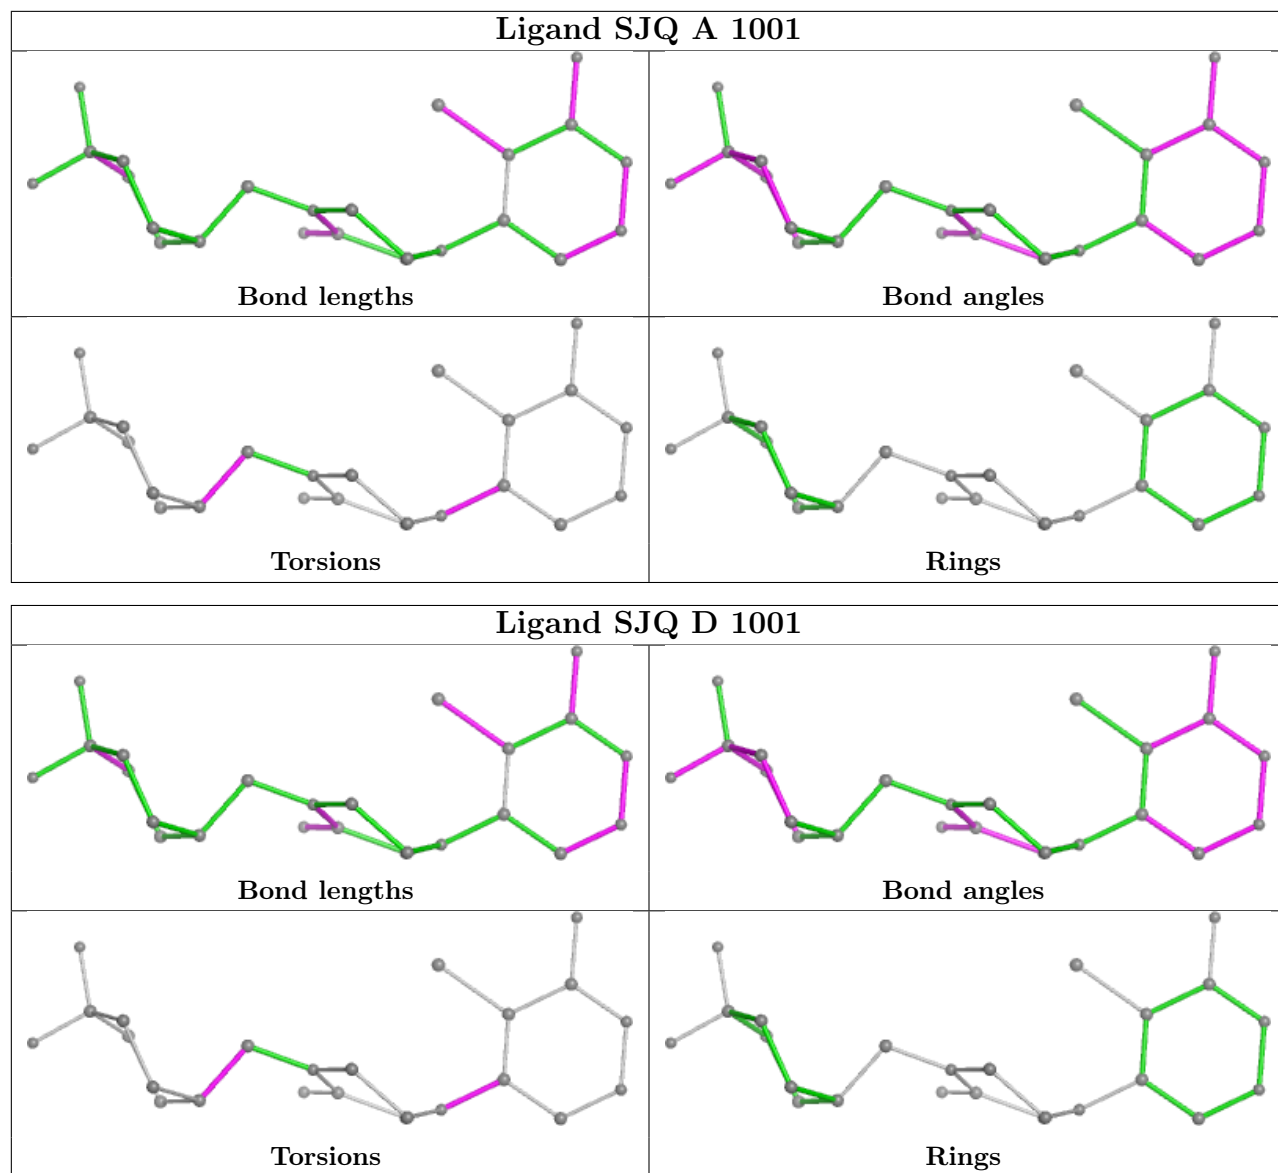 Ligand SJQ A 1001
Bond lengths
Bond angles
Torsions
Rings
Ligand SJQ D 1001
Bond lengths
Bond angles
Torsions
Rings